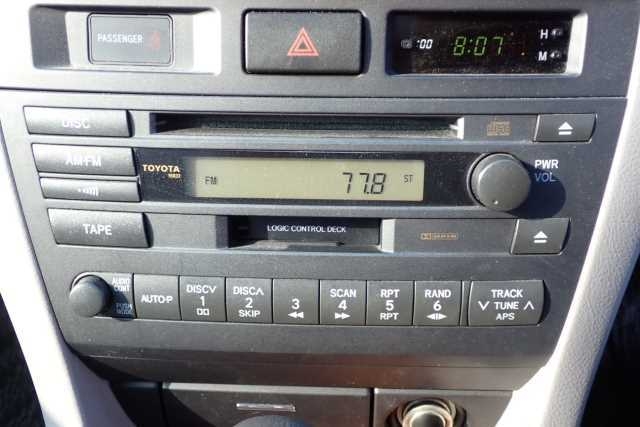 PASSENGER
:00 8:07 H
M
DISC
AM•FM
TOYOTA
FM 77.8 ST
PWR
VOL
TAPE
LOGIC CONTROL DECK
AUDIO CONT
PUSH MODE
AUTO•P
DISC∨ 1
DISC∧ 2 SKIP
3 ◀◀
SCAN 4 ▶▶
RPT 5 RPT
RAND 6
TRACK
∨ TUNE ∧
APS